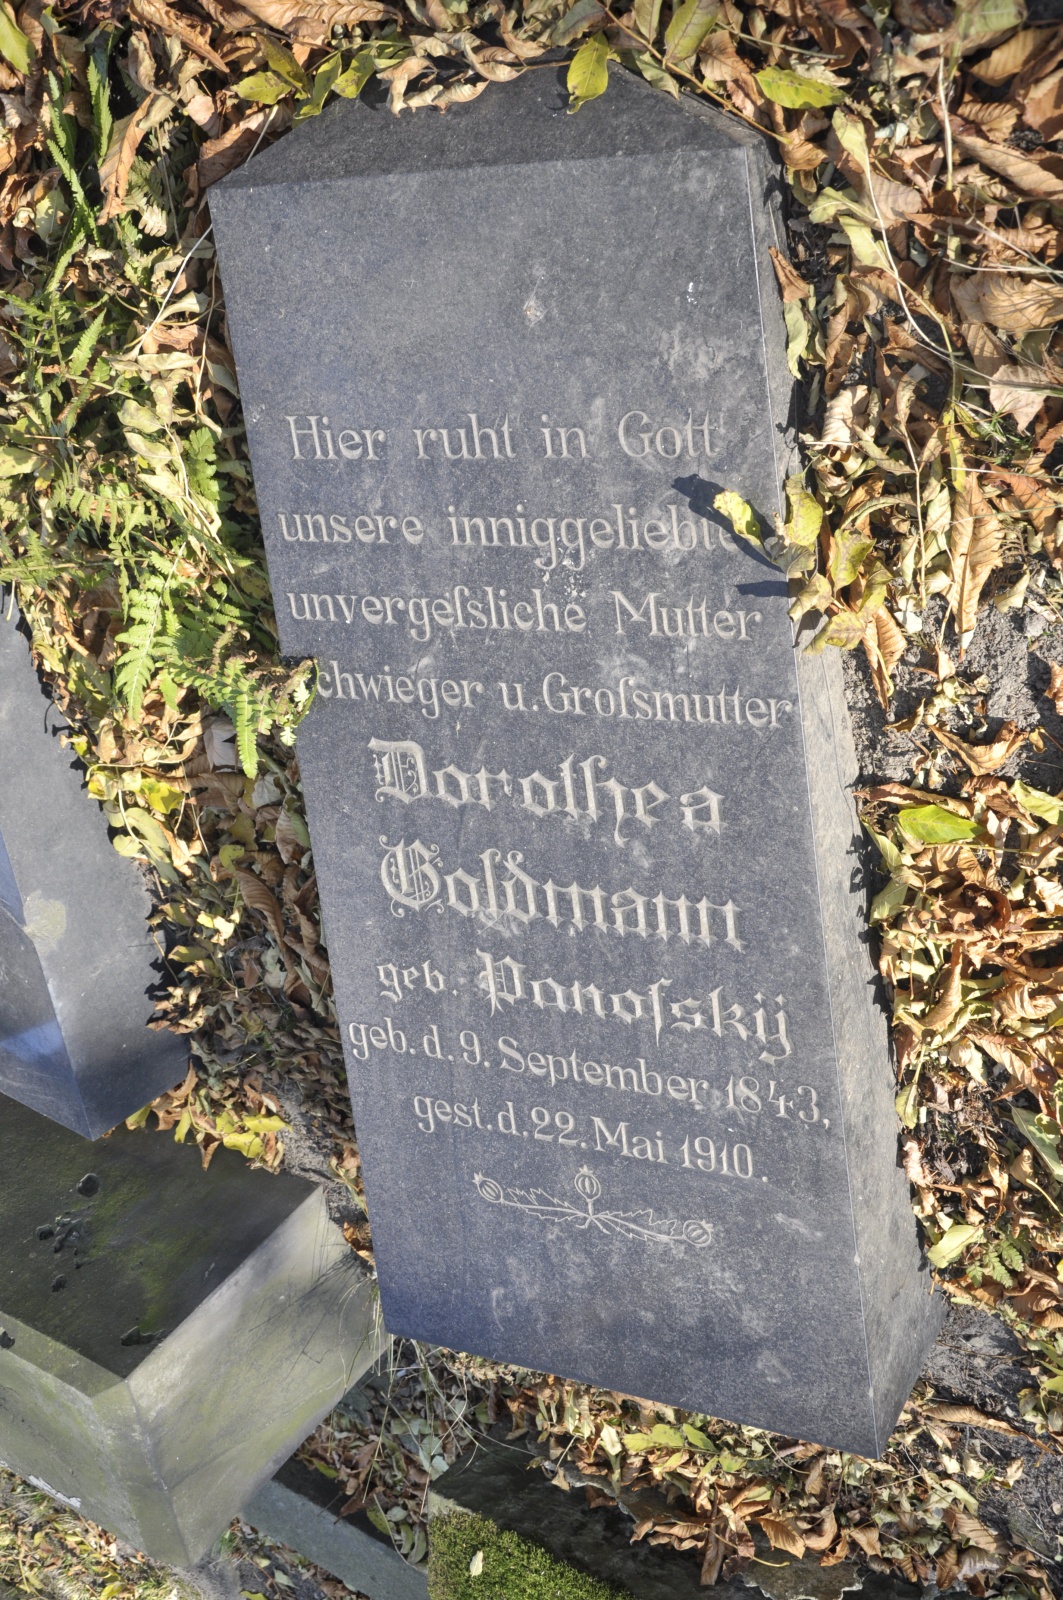 Hier ruht in Gott
unsere inniggeliebte
unvergeſsliche Mutter
chwieger u. Groſsmutter
Dorothea
Goldmann
geb. Panoſskij
geb. d. 9. September 1843,
gest. d. 22. Mai 1910.